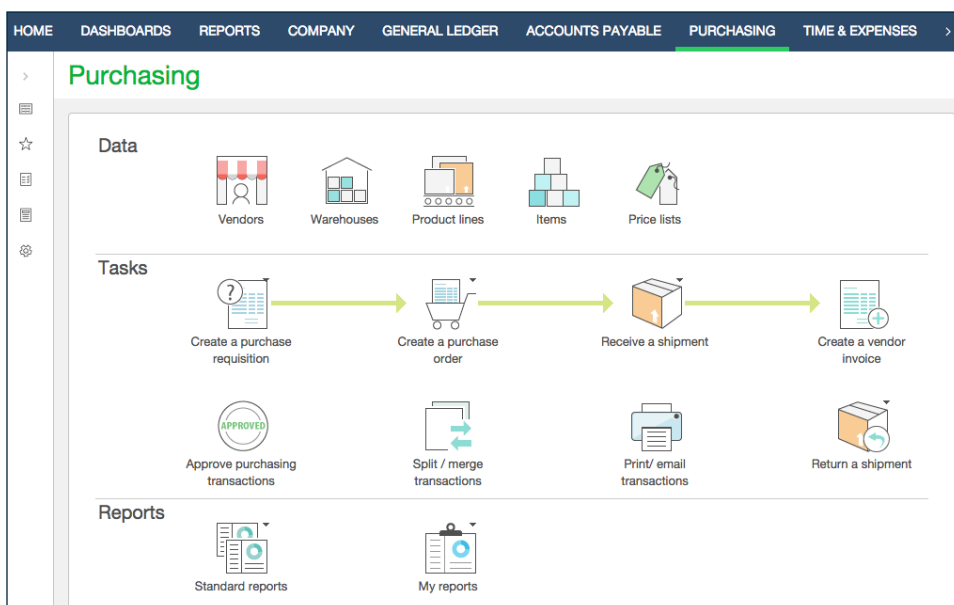 HOME DASHBOARDS REPORTS COMPANY GENERAL LEDGER ACCOUNTS PAYABLE PURCHASING TIME & EXPENSES
Purchasing
Data
Vendors Warehouses Product lines Items Price lists
Tasks
?
Create a purchase requisition
Create a purchase order
Receive a shipment
Create a vendor invoice
APPROVED
Approve purchasing transactions
Split / merge transactions
Print/ email transactions
Return a shipment
Reports
Standard reports My reports